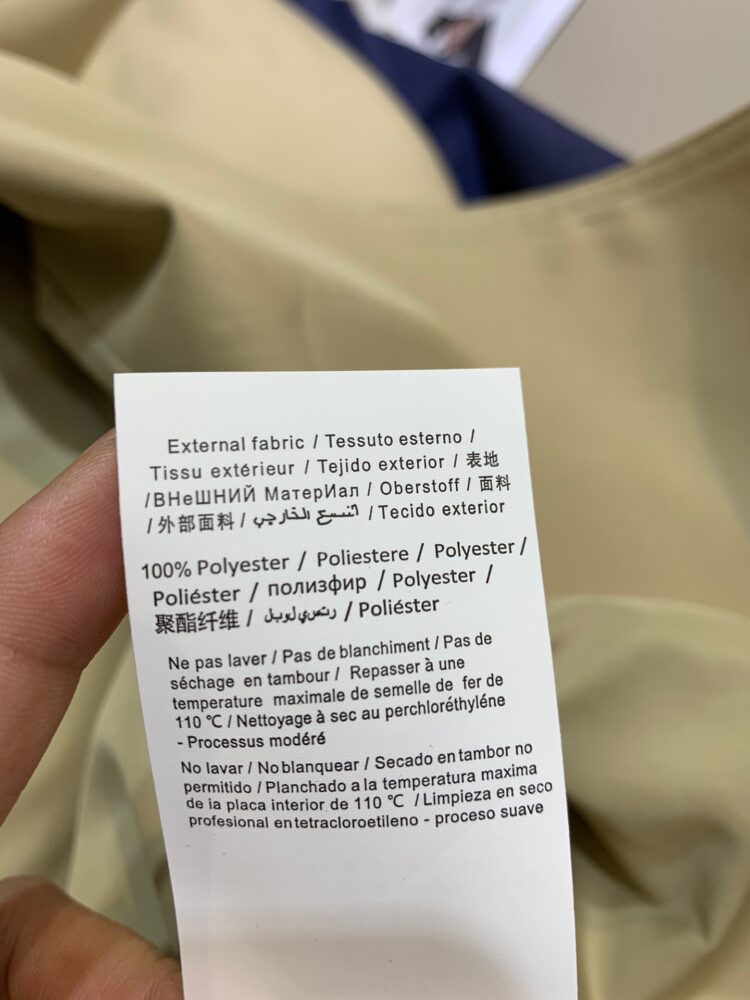 External fabric / Tessuto esterno /
Tissu extérieur / Tejido exterior / 表地
/ВНеШНИЙ МатерИал / Oberstoff / 面料
/ 外部面料 / النسيج الخارجي / Tecido exterior
100% Polyester / Poliestere / Polyester /
Poliéster / полизфир / Polyester /
聚酯纤维 / / Poliéster
Ne pas laver / Pas de blanchiment / Pas de
séchage en tambour / Repasser à une
temperature maximale de semelle de fer de
110 ℃ / Nettoyage à sec au perchloréthyléne
- Processus modéré
No lavar / No blanquear / Secado en tambor no
permitido / Planchado a la temperatura maxima
de ia placa interior de 110 ℃ / Limpieza en seco
profesional en tetracloroetileno - proceso suave